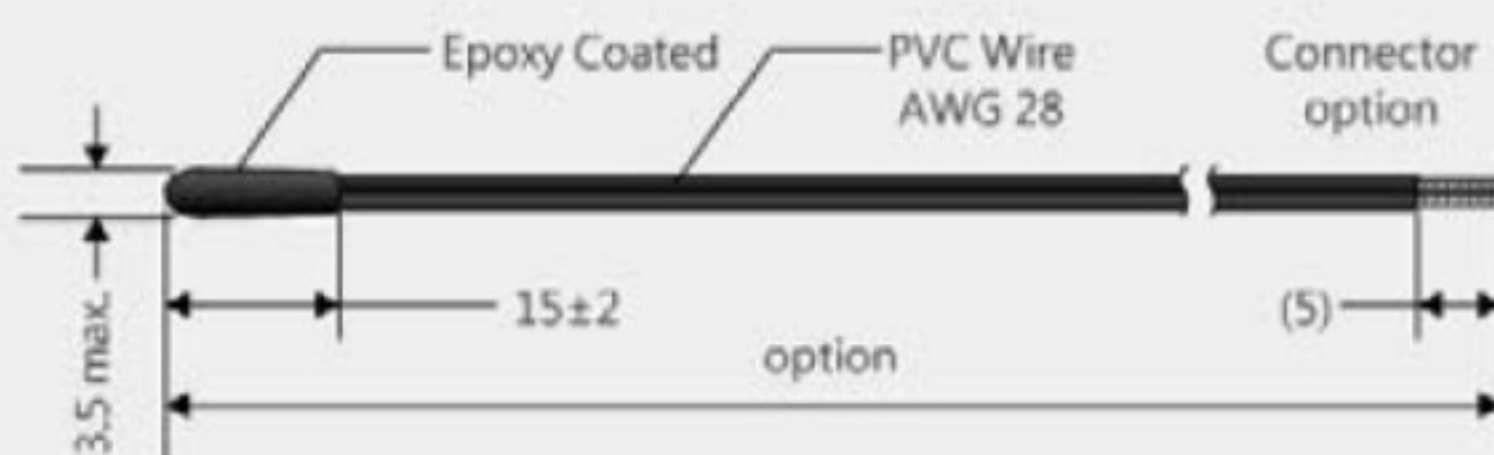 Epoxy Coated
PVC Wire
AWG 28
Connector
option
15±2
(5)
option
3.5 max.